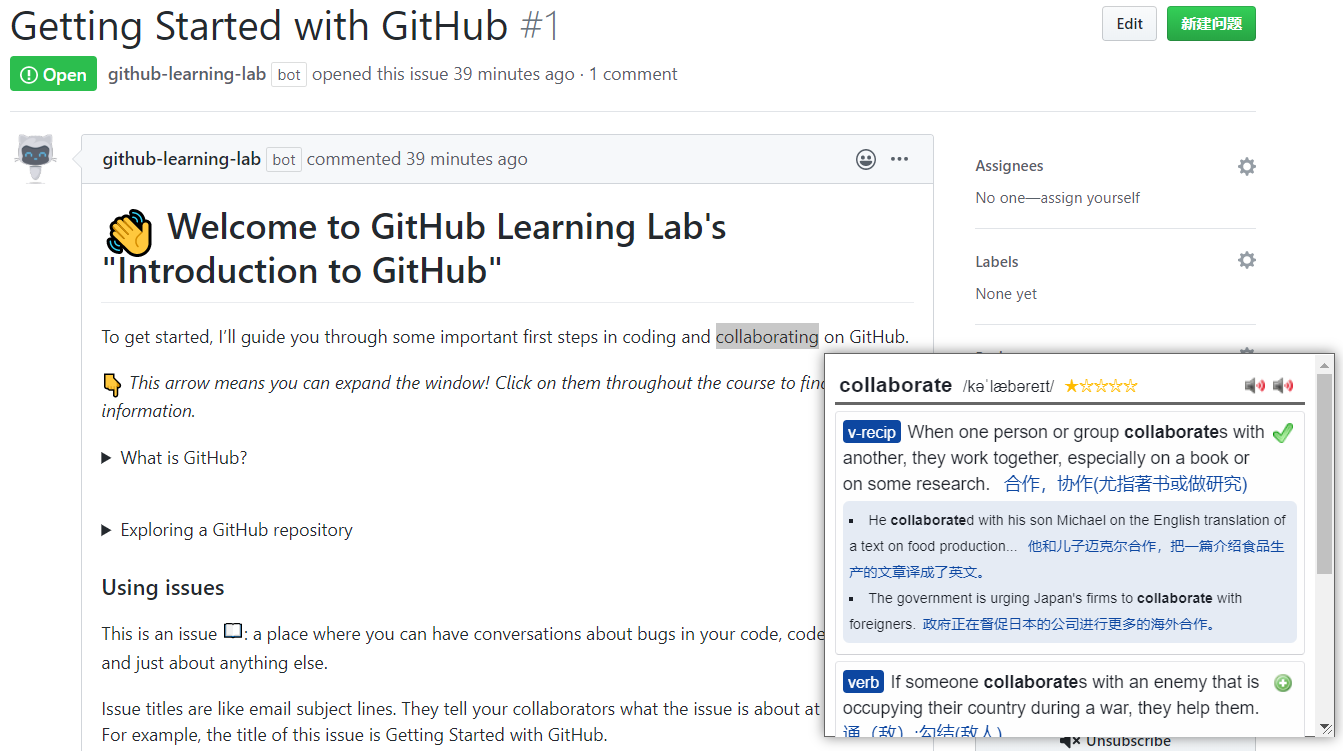 Getting Started with GitHub #1
Edit
新建问题
Open
github-learning-lab bot opened this issue 39 minutes ago · 1 comment
github-learning-lab bot commented 39 minutes ago
Welcome to GitHub Learning Lab's
"Introduction to GitHub"
To get started, I’ll guide you through some important first steps in coding and collaborating on GitHub.
This arrow means you can expand the window! Click on them throughout the course to find
information.
What is GitHub?
Exploring a GitHub repository
Using issues
This is an issue : a place where you can have conversations about bugs in your code, code
and just about anything else.
Issue titles are like email subject lines. They tell your collaborators what the issue is about at
For example, the title of this issue is Getting Started with GitHub.
Assignees
No one—assign yourself
Labels
None yet
collaborate /kəˈlæbəreɪt/ ★☆☆☆☆
v-recip When one person or group collaborates with
another, they work together, especially on a book or
on some research. 合作，协作(尤指著书或做研究)
▪ He collaborated with his son Michael on the English translation of
a text on food production... 他和儿子迈克尔合作，把一篇介绍食品生
产的文章译成了英文。
▪ The government is urging Japan's firms to collaborate with
foreigners. 政府正在督促日本的公司进行更多的海外合作。
verb If someone collaborates with an enemy that is
occupying their country during a war, they help them.
通（敌）;勾结(敌人)
Unsubscribe